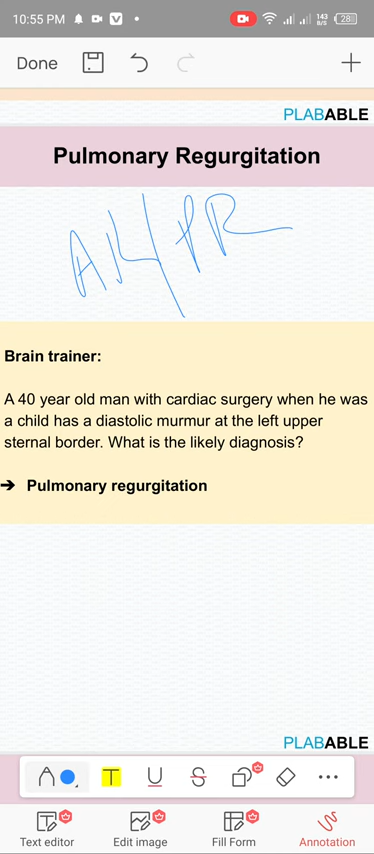 10:55 PM
143
B/S
28
Done
PLABABLE
Pulmonary Regurgitation
Brain trainer:
A 40 year old man with cardiac surgery when he was
a child has a diastolic murmur at the left upper
sternal border. What is the likely diagnosis?
→ Pulmonary regurgitation
PLABABLE
T U S
Text editor
Edit image
Fill Form
Annotation